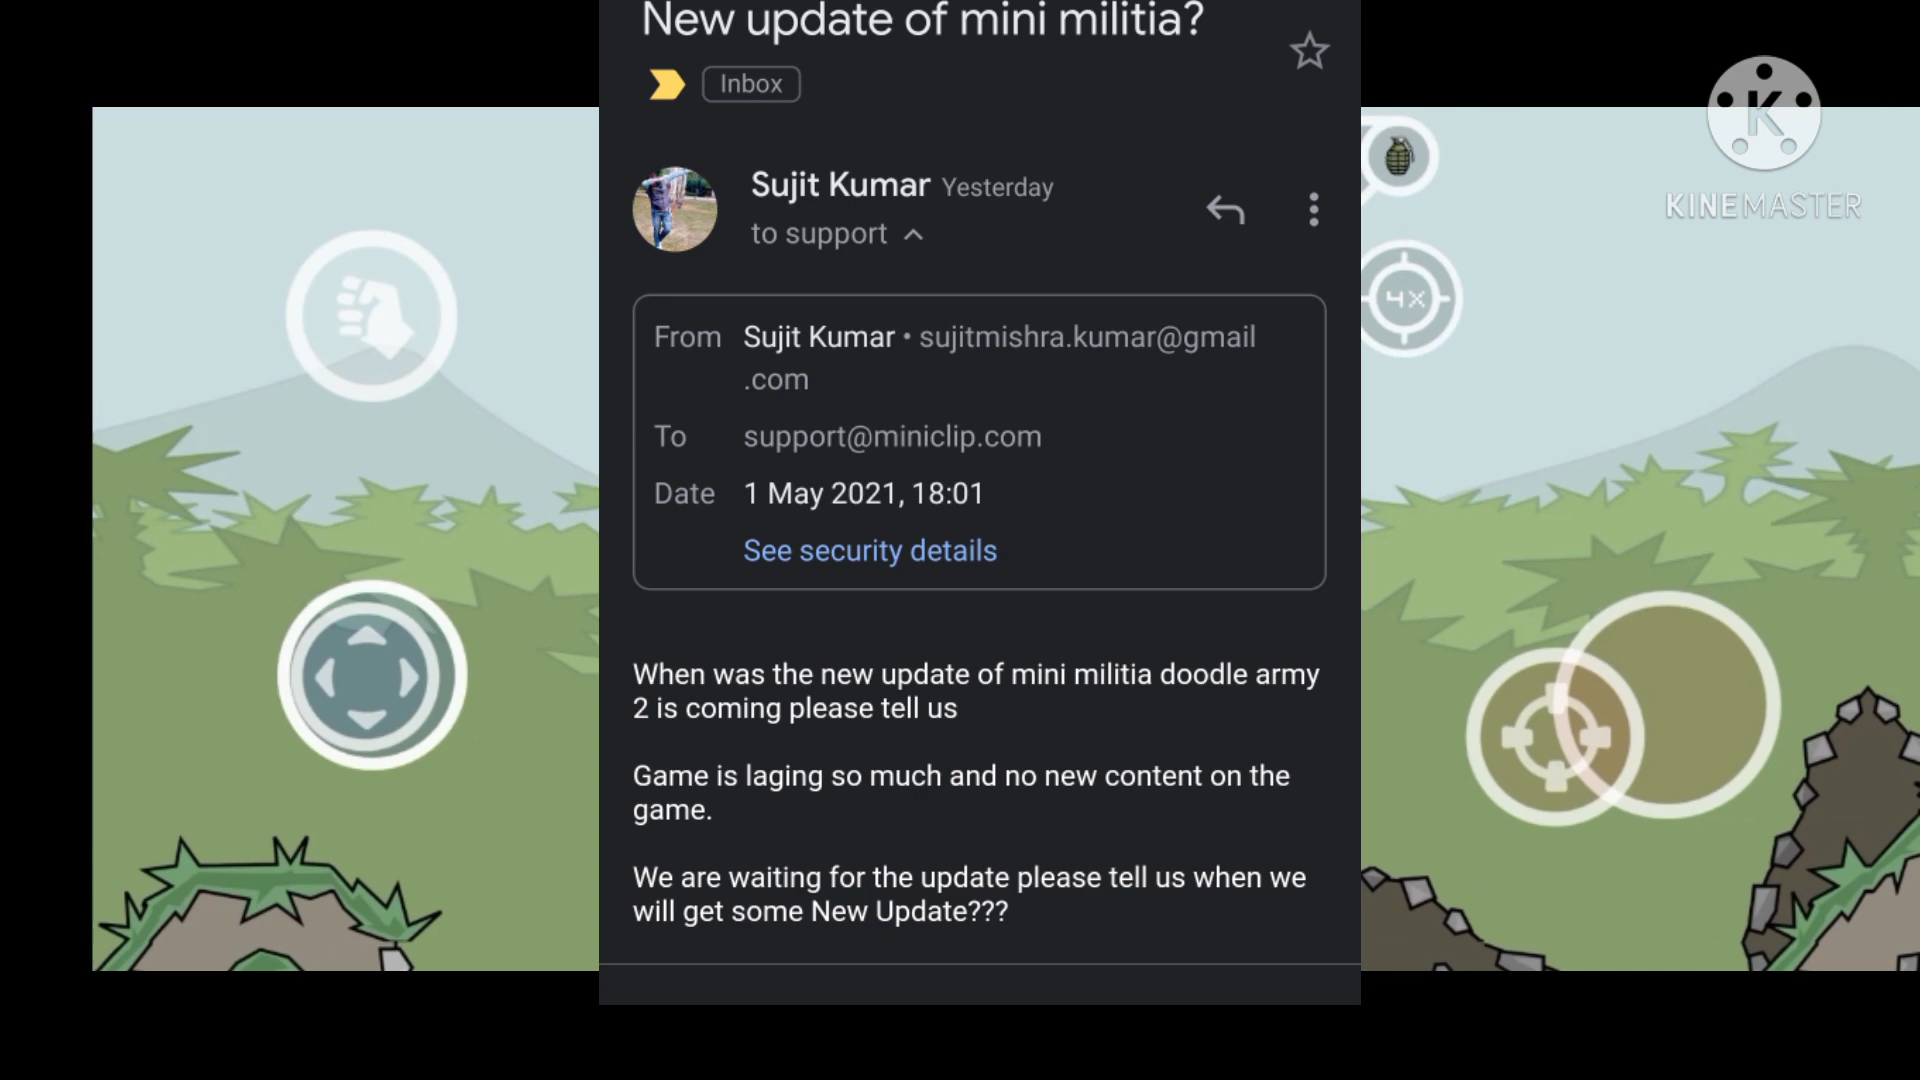 New update of mini militia?
Inbox
Sujit Kumar Yesterday
to support
From Sujit Kumar • sujitmishra.kumar@gmail
.com
To support@miniclip.com
Date 1 May 2021, 18:01
See security details
When was the new update of mini militia doodle army
2 is coming please tell us
Game is laging so much and no new content on the
game.
We are waiting for the update please tell us when we
will get some New Update???
4X
K
KINEMASTER